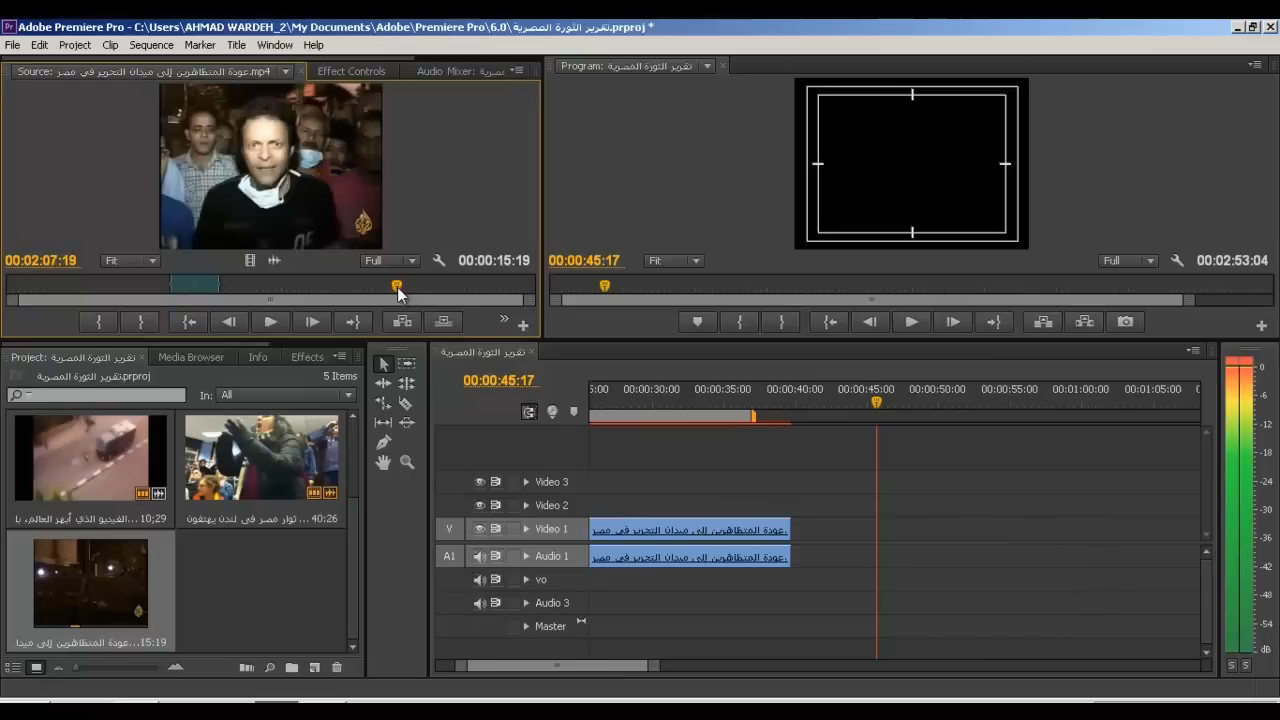 Adobe Premiere Pro - C:\Users\AHMAD WARDEH_2\My Documents\Adobe\Premiere Pro\6.0\تقرير الثورة المصرية.prproj *
File Edit Project Clip Sequence Marker Title Window Help
Source: عودة المتظاهرين إلى ميدان التحرير في مصر.mp4 Effect Controls Audio Mixer:
Program: تقرير الثورة المصرية
00:02:07:19 Fit Full 00:00:15:19
00:00:45:17 Fit Full 00:02:53:04
Project: تقرير الثورة المصرية Media Browser Info Effects
تقرير الثورة المصرية.prproj 5 Items
In: All
الفيديو الذي أبهر العالم، با... 10;29
ثوار مصر في لندن يهتفون... 40:26
عودة المتظاهرين إلى ميدا... 15:19
تقرير الثورة المصرية
00:00:45:17
5:00 00:00:30:00 00:00:35:00 00:00:40:00 00:00:45:00 00:00:50:00 00:00:55:00 00:01:00:00 00:01:05:00
Video 3
Video 2
V Video 1 عودة المتظاهرين إلى ميدان التحرير في مصر.
A1 Audio 1 عودة المتظاهرين إلى ميدان التحرير في مصر.
vo
Audio 3
Master
0
-6
-12
-18
-24
-30
-36
-42
-48
-54
dB
S S